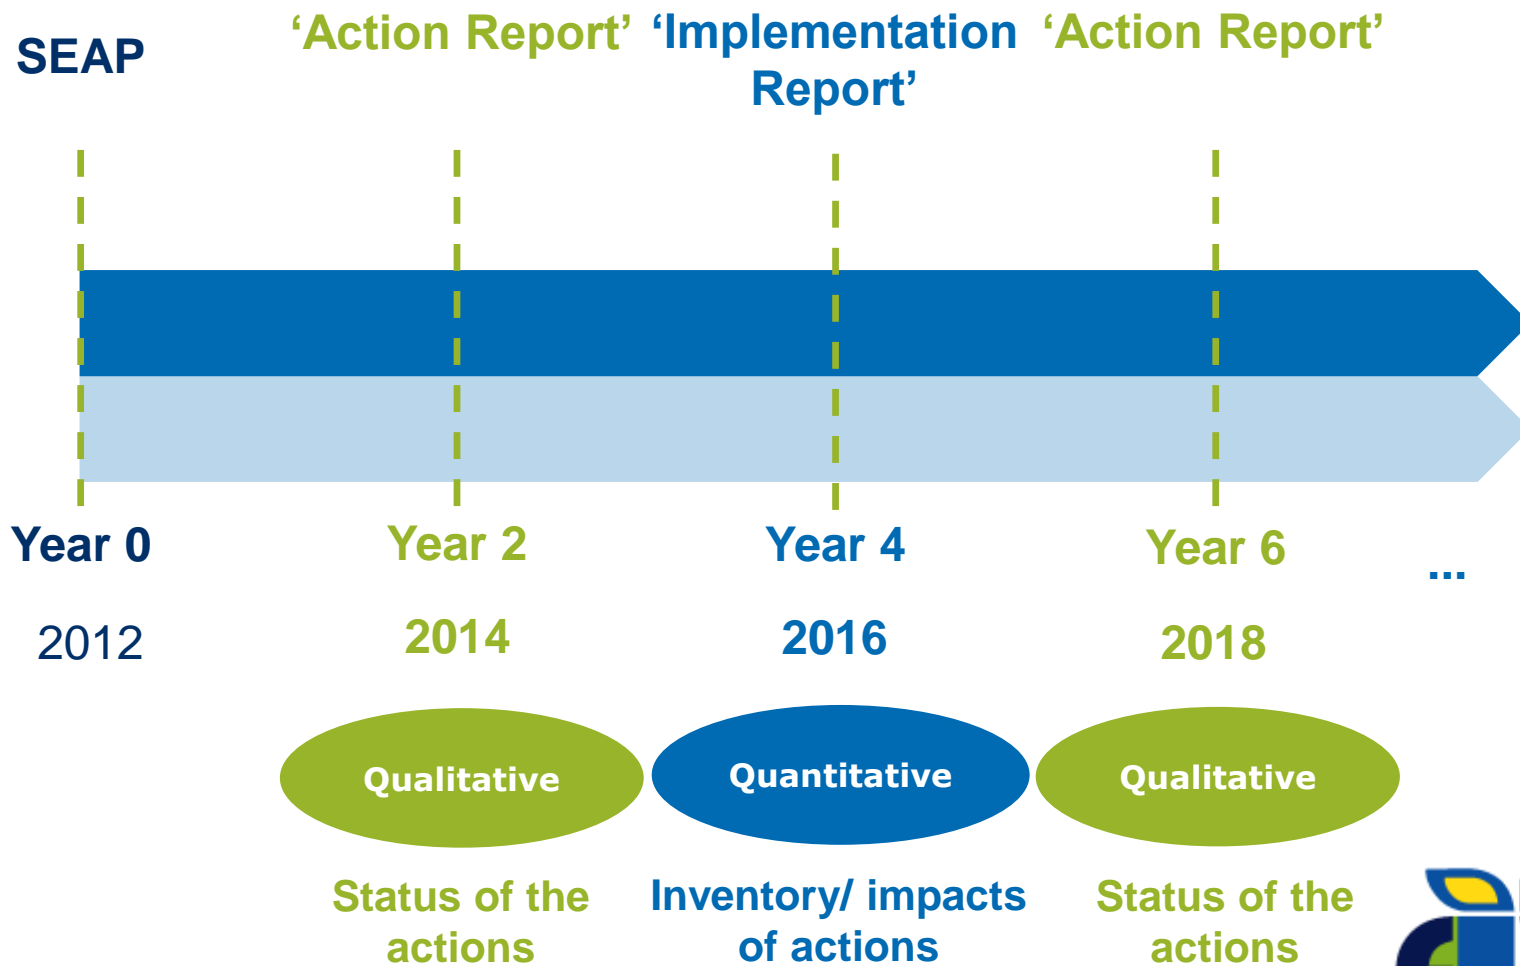 SEAP
‘Action Report’
‘Implementation
Report’
‘Action Report’
Year 0
Year 2
Year 4
Year 6
...
2012
2014
2016
2018
Qualitative
Quantitative
Qualitative
Status of the
actions
Inventory/ impacts
of actions
Status of the
actions